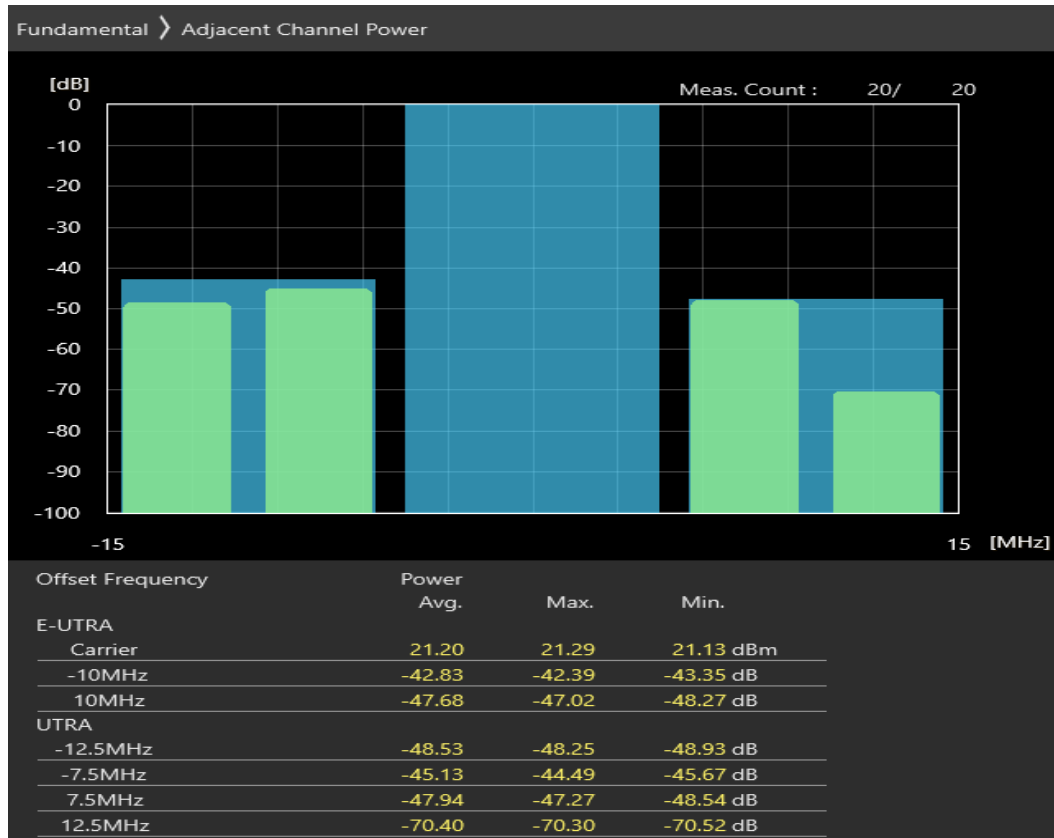 Fundamental 〉 Adjacent Channel Power
[dB]
Meas. Count : 20/ 20
0
-10
-20
-30
-40
-50
-60
-70
-80
-90
-100
-15 15 [MHz]
Offset Frequency Power
Avg. Max. Min.
E-UTRA
Carrier 21.20 21.29 21.13 dBm
-10MHz -42.83 -42.39 -43.35 dB
10MHz -47.68 -47.02 -48.27 dB
UTRA
-12.5MHz -48.53 -48.25 -48.93 dB
-7.5MHz -45.13 -44.49 -45.67 dB
7.5MHz -47.94 -47.27 -48.54 dB
12.5MHz -70.40 -70.30 -70.52 dB